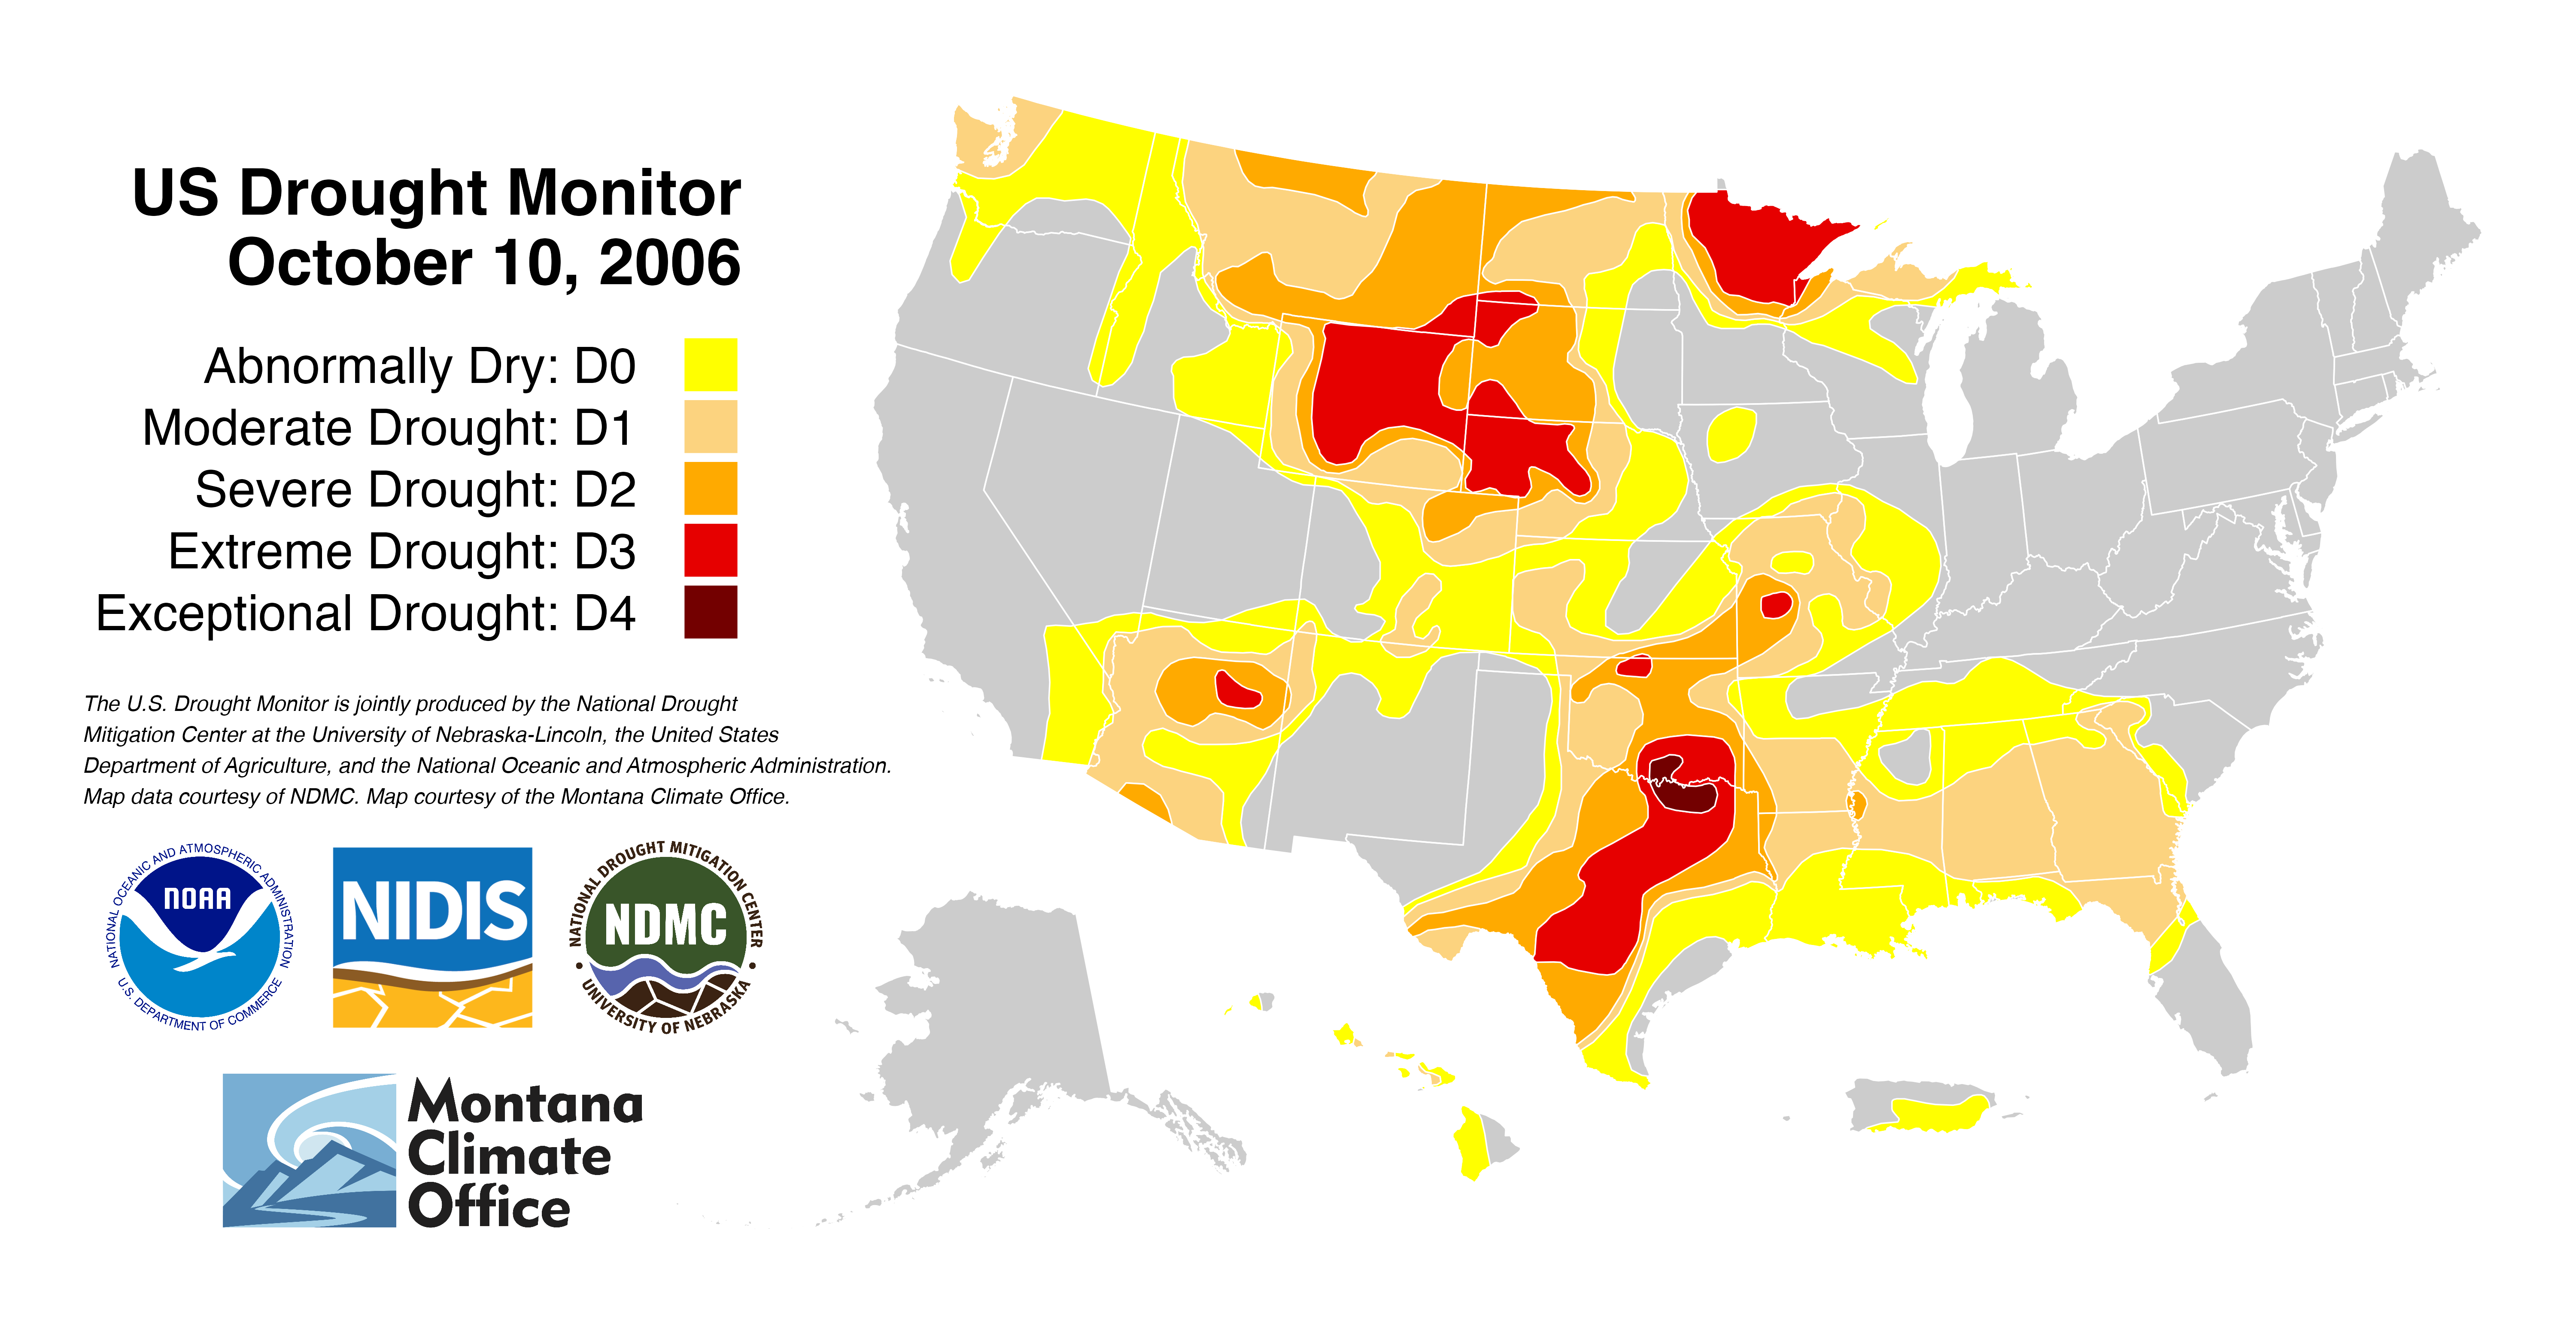 US Drought Monitor
October 10, 2006
Abnormally Dry: D0
Moderate Drought: D1
Severe Drought: D2
Extreme Drought: D3
Exceptional Drought: D4
The U.S. Drought Monitor is jointly produced by the National Drought
Mitigation Center at the University of Nebraska-Lincoln, the United States
Department of Agriculture, and the National Oceanic and Atmospheric Administration.
Map data courtesy of NDMC. Map courtesy of the Montana Climate Office.
NATIONAL OCEANIC AND ATMOSPHERIC ADMINISTRATION
NOAA
U.S. DEPARTMENT OF COMMERCE
NIDIS
NATIONAL DROUGHT MITIGATION CENTER
NDMC
UNIVERSITY OF NEBRASKA
Montana
Climate
Office